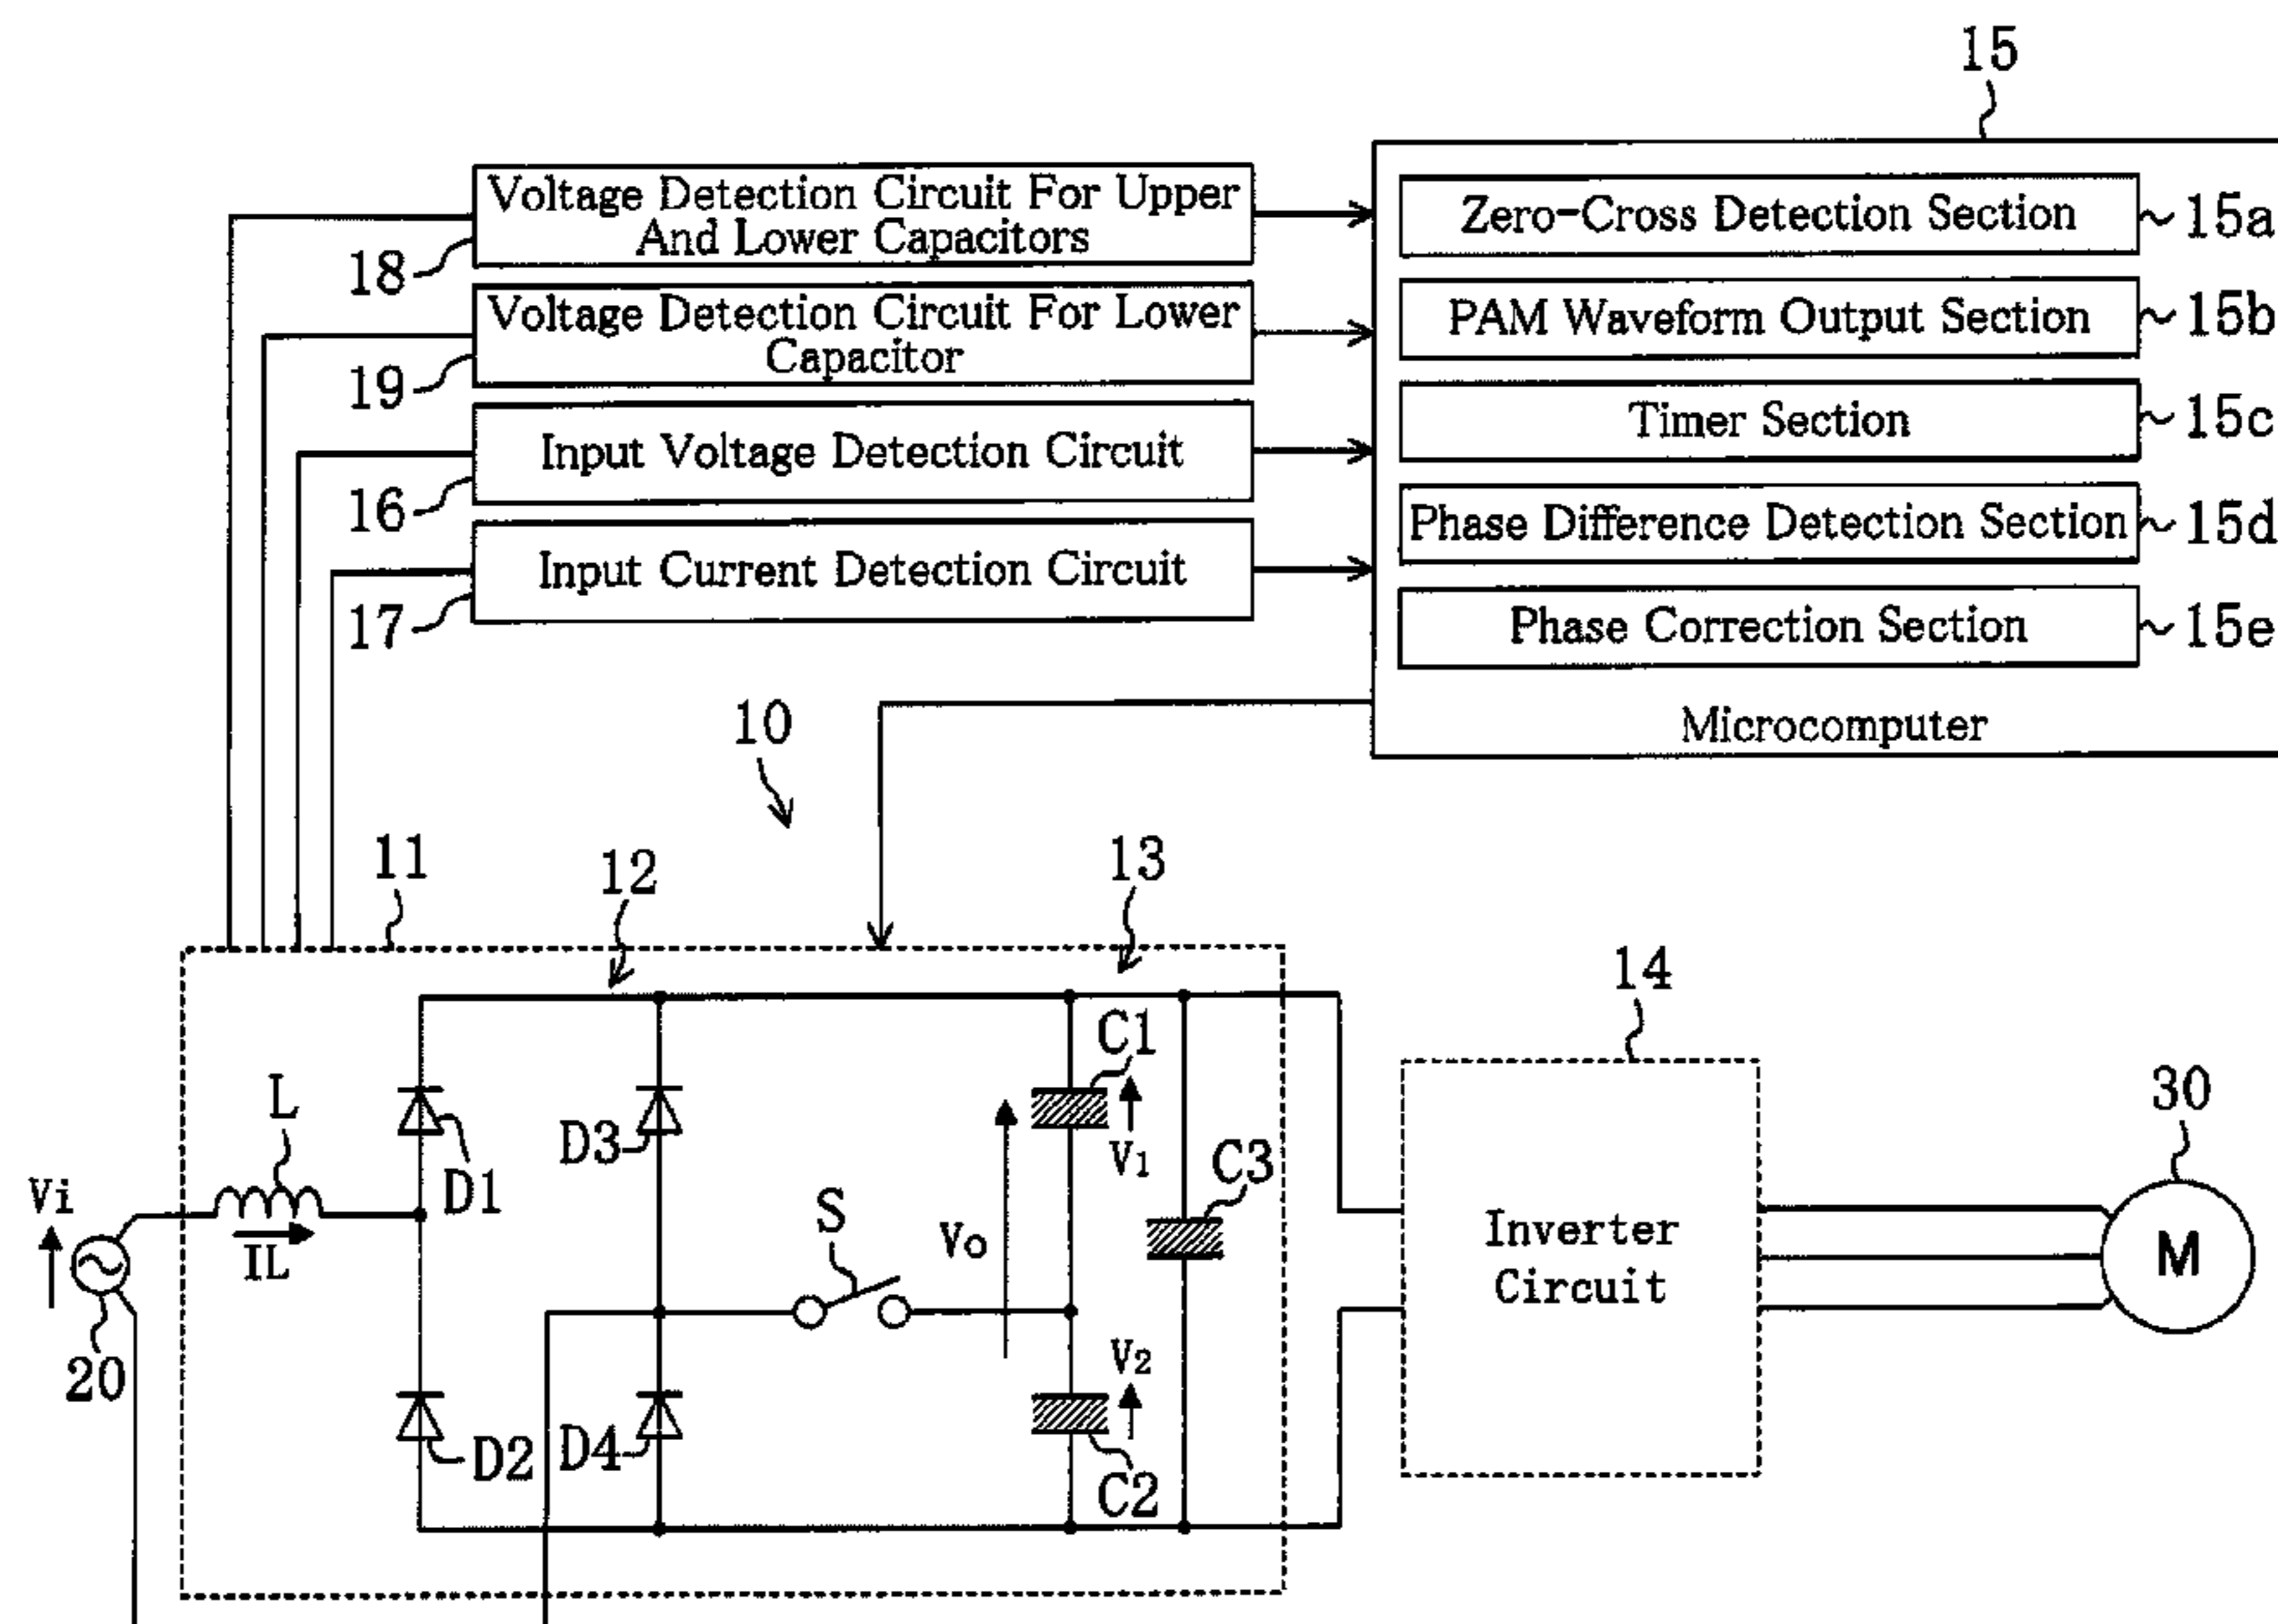 15
Voltage Detection Circuit For Upper
And Lower Capacitors
18
Zero-Cross Detection Section
15a
Voltage Detection Circuit For Lower
Capacitor
19
PAM Waveform Output Section
15b
Input Voltage Detection Circuit
16
Timer Section
15c
Input Current Detection Circuit
17
Phase Difference Detection Section
15d
Phase Correction Section
15e
Microcomputer
10
11
12
13
14
30
L
D1
D3
C1
V1
C3
Vi
IL
S
Vo
Inverter
Circuit
M
20
V2
D2
D4
C2